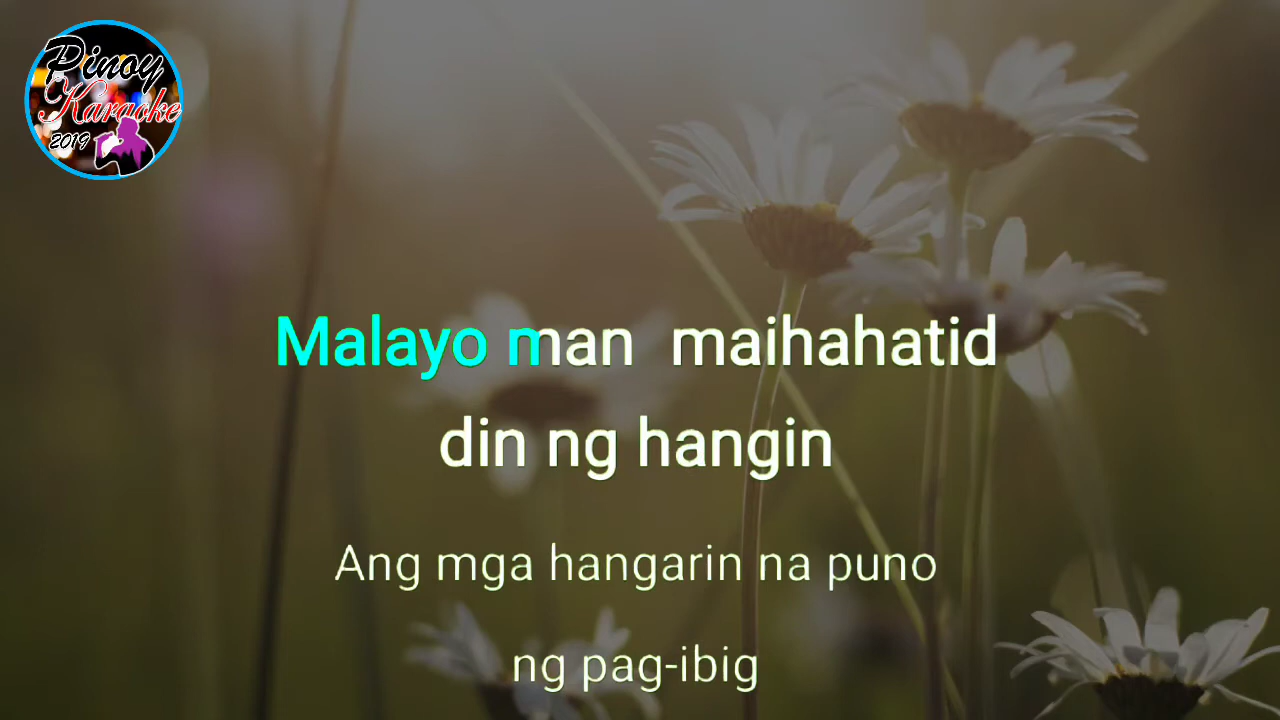 Pinoy
Karaoke
2019
Malayo man maihahatid
din ng hangin
Ang mga hangarin na puno
ng pag-ibig